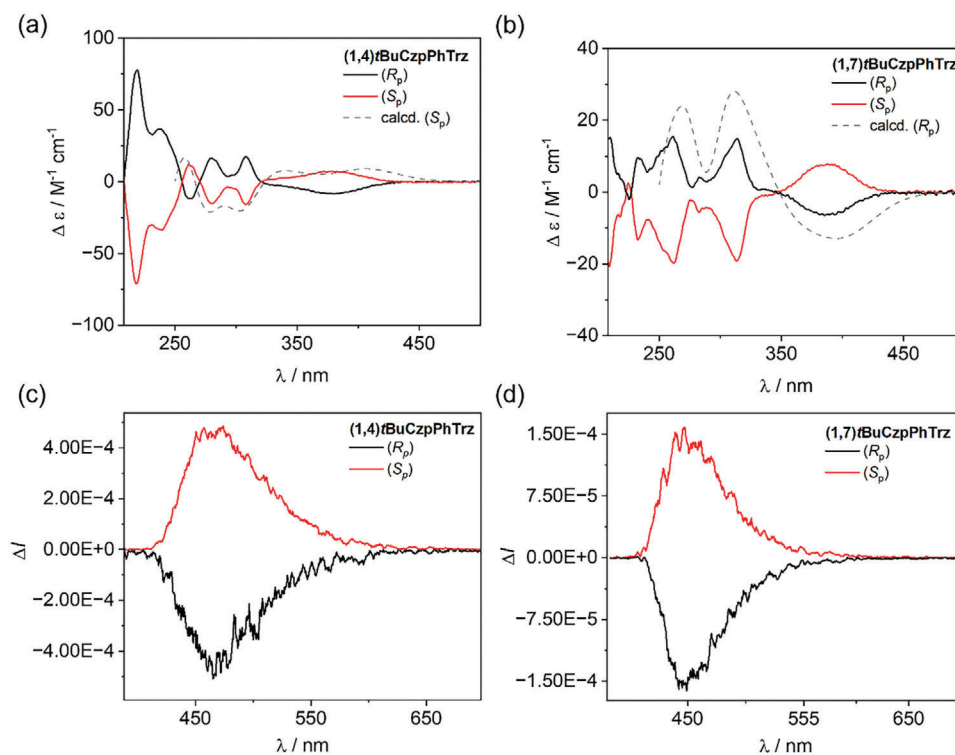 (a)
(1,4)tBuCzpPhTrz
(Rp)
(Sp)
calcd. (Sp)
100
50
0
−50
−100
Δ ε / M-1 cm-1
250
350
450
λ / nm
(b)
(1,7)tBuCzpPhTrz
(Rp)
(Sp)
calcd. (Rp)
40
20
0
−20
−40
Δ ε / M-1 cm-1
250
350
450
λ / nm
(c)
(1,4)tBuCzpPhTrz
(Rp)
(Sp)
4.00E−4
2.00E−4
0.00E+0
−2.00E−4
−4.00E−4
ΔI
450
550
650
λ / nm
(d)
(1,7)tBuCzpPhTrz
(Rp)
(Sp)
1.50E−4
7.50E−5
0.00E+0
−7.50E−5
−1.50E−4
ΔI
450
555
650
λ / nm